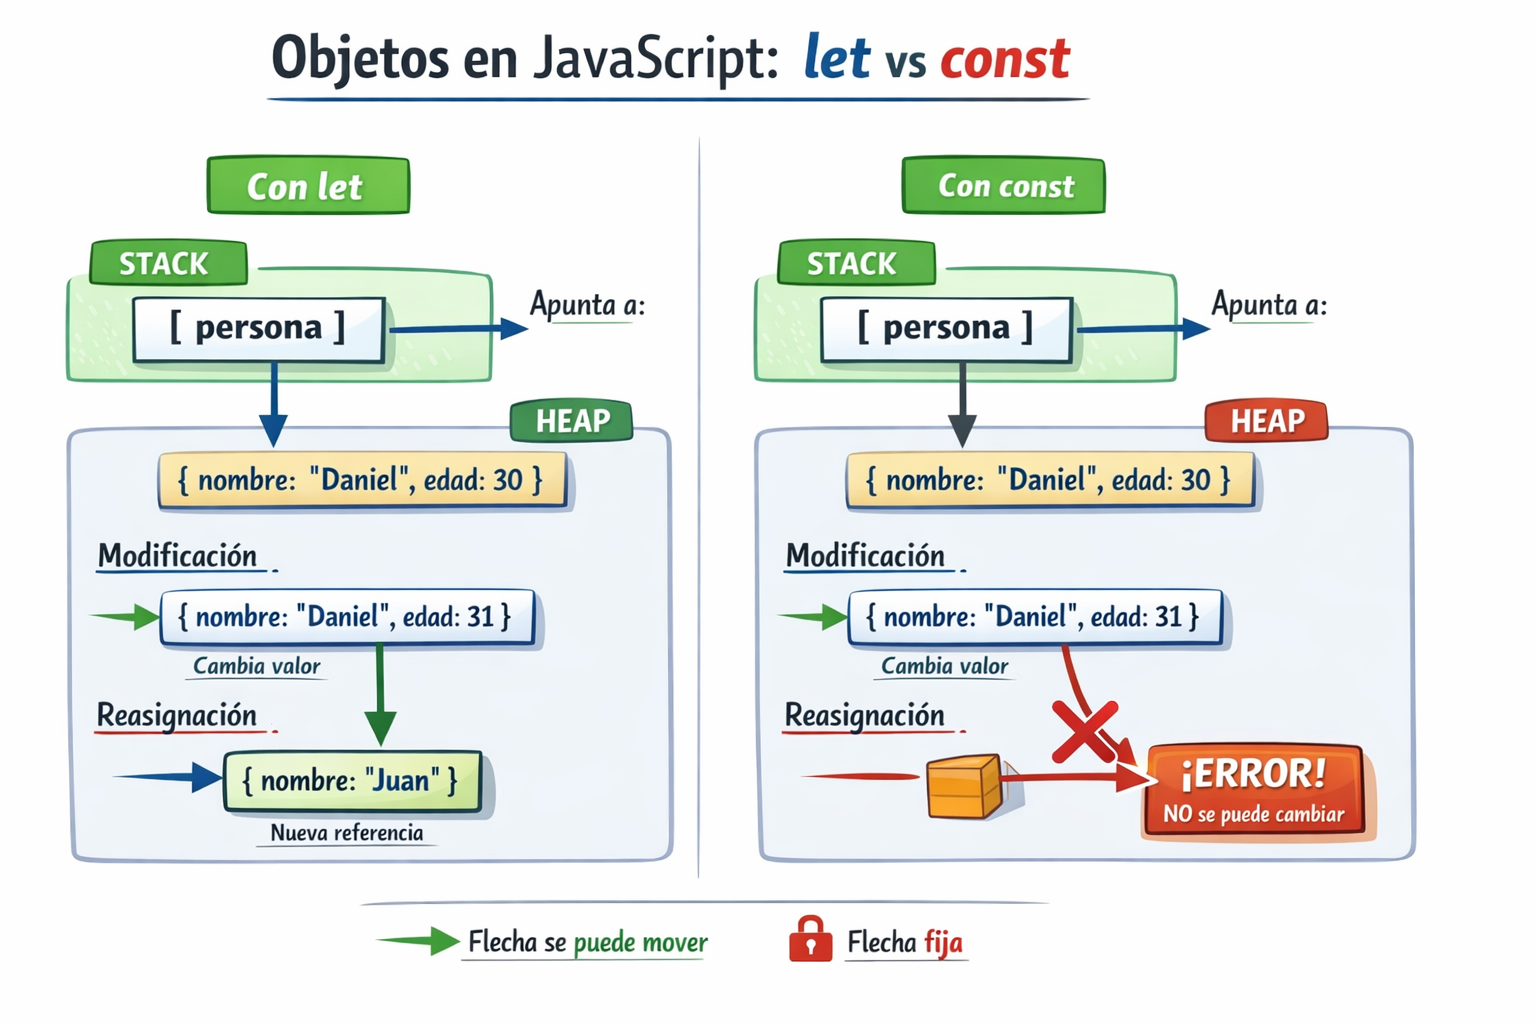 Objetos en JavaScript: let vs const
Con let
STACK
[ persona ]
Apunta a:
HEAP
{ nombre: "Daniel", edad: 30 }
Modificación
{ nombre: "Daniel", edad: 31 }
Cambia valor
Reasignación
{ nombre: "Juan" }
Nueva referencia
Con const
STACK
[ persona ]
Apunta a:
HEAP
{ nombre: "Daniel", edad: 30 }
Modificación
{ nombre: "Daniel", edad: 31 }
Cambia valor
Reasignación
¡ERROR!
NO se puede cambiar
Flecha se puede mover
Flecha fija